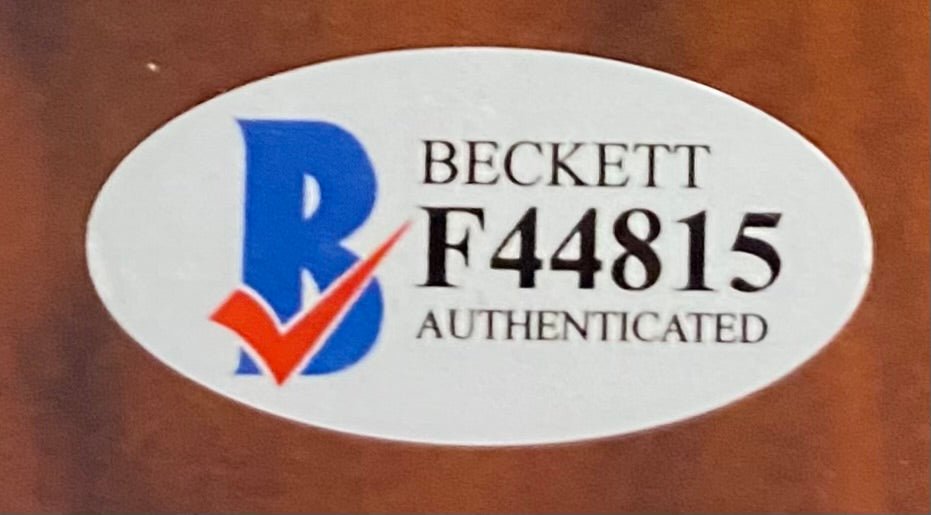 B
BECKETT
F44815
AUTHENTICATED